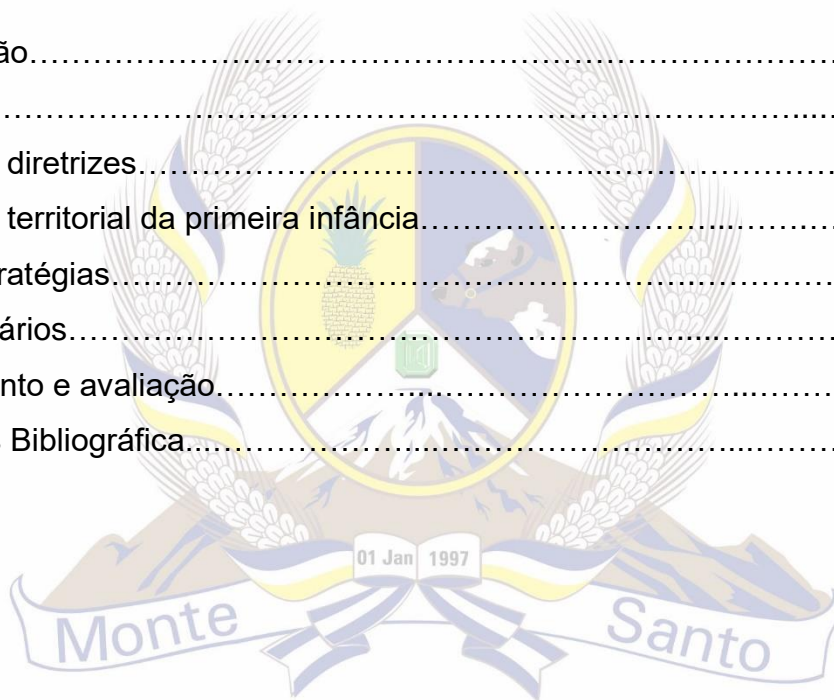 ão……………………………………………………………………………
………………………………………………………………………......
diretrizes…………………………………………...………………………
territorial da primeira infância…………………………...……………
ratégias………………………………………………………………………
ários……………………………………………………......………………
nto e avaliação…………………………………………...………………
Bibliográfica...…………………………………………...………………
01 Jan 1997
Monte Santo